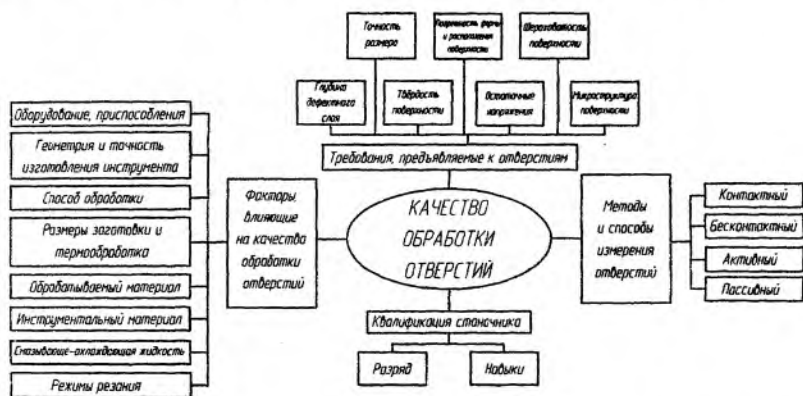 Точность
размера
Погрешность формы
и расположения
поверхности
Шероховатость
поверхности
Глубина
дефектного
слоя
Твёрдость
поверхности
Остаточные
напряжения
Микроструктура
поверхности
Требования, предъявляемые к отверстиям
Оборудование, приспособления
Геометрия и точность
изготовления инструмента
Способ обработки
Размеры заготовки и
термообработка
Обрабатываемый материал
Инструментальный материал
Смазывающе-охлаждающая жидкость
Режимы резания
Факторы,
влияющие
на качества
обработки
отверстий
КАЧЕСТВО
ОБРАБОТКИ
ОТВЕРСТИЙ
Методы
и способы
измерения
отверстий
Контактный
Бесконтактный
Активный
Пассивный
Квалификация станочника
Разряд
Навыки